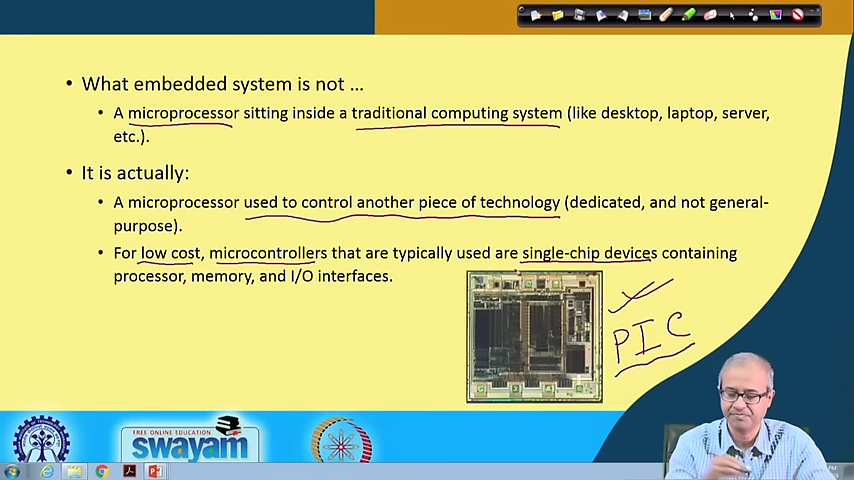 • What embedded system is not ...
• A microprocessor sitting inside a traditional computing system (like desktop, laptop, server,
etc.).
• It is actually:
• A microprocessor used to control another piece of technology (dedicated, and not general-
purpose).
• For low cost, microcontrollers that are typically used are single-chip devices containing
processor, memory, and I/O interfaces.
PIC
FREE ONLINE EDUCATION
swayam